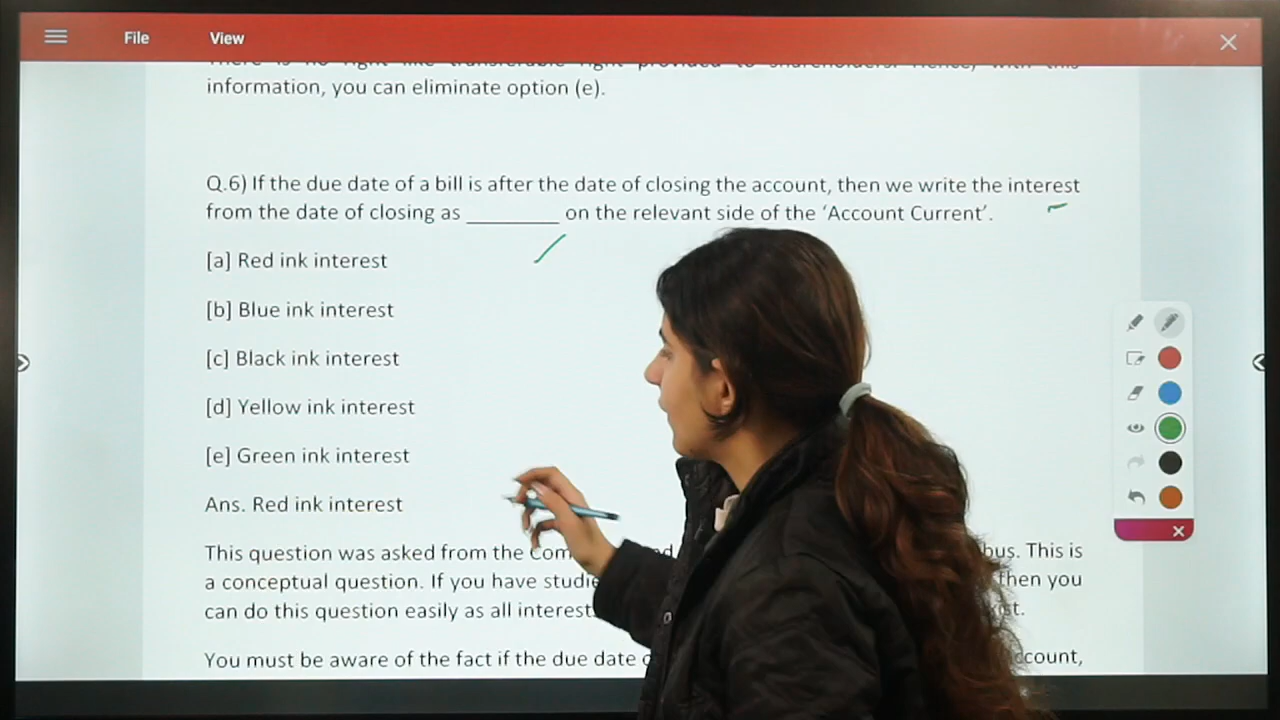 File View
information, you can eliminate option (e).
Q.6) If the due date of a bill is after the date of closing the account, then we write the interest
from the date of closing as ________ on the relevant side of the ‘Account Current’.
[a] Red ink interest
[b] Blue ink interest
[c] Black ink interest
[d] Yellow ink interest
[e] Green ink interest
Ans. Red ink interest
This question was asked from the bus. This is
a conceptual question. If you have then you
can do this question easily as all
You must be aware of the fact if the due date account,